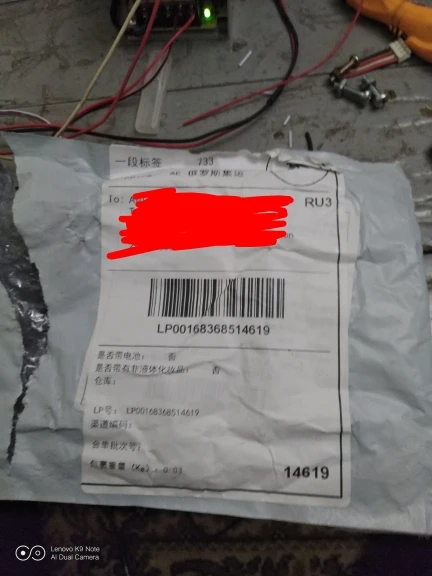 一段标签 733
AE 俄罗斯集运
To:
RU3
LP00168368514619
是否带电池: 否
是否带有非液体化妆品: 否
仓库:
LP号: LP00168368514619
渠道编码:
合单批次号:
包裹重量 (Kg): 0.03
14619
Lenovo K9 Note
AI Dual Camera